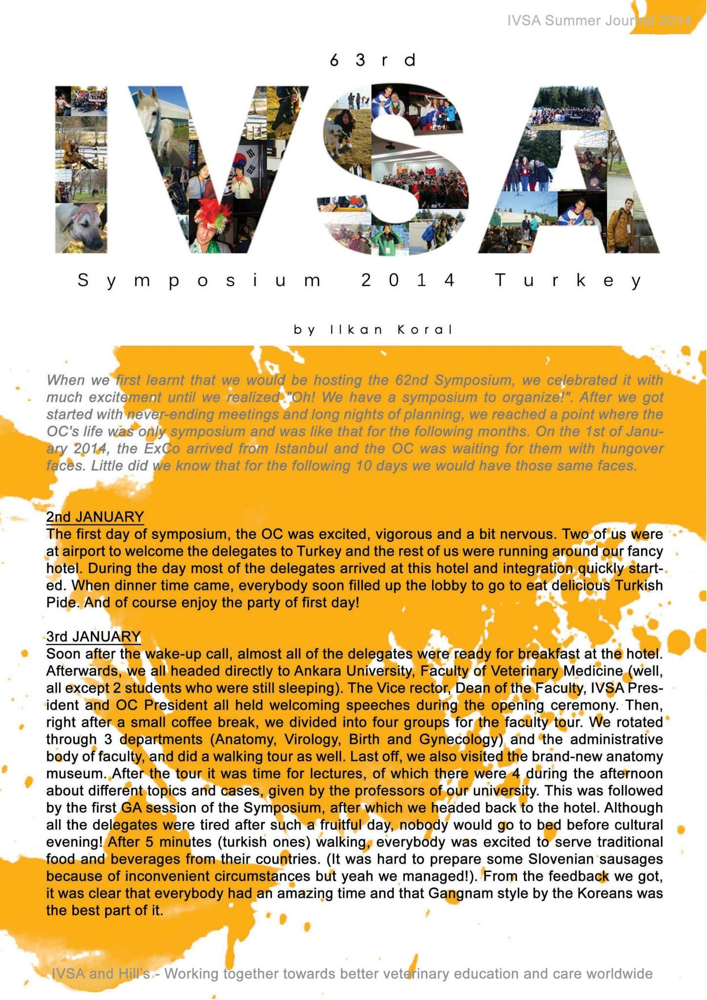 IVSA Summer Journal 2014
63rd
IVSA
Symposium 2014 Turkey
by Ilkan Koral
When we first learnt that we would be hosting the 62nd Symposium, we celebrated it with
much excitement until we realized "Oh! We have a symposium to organize!". After we got
started with never-ending meetings and long nights of planning, we reached a point where the
OC's life was only symposium and was like that for the following months. On the 1st of Janu-
ary 2014, the ExCo arrived from Istanbul and the OC was waiting for them with hungover
faces. Little did we know that for the following 10 days we would have those same faces.
2nd JANUARY
The first day of symposium, the OC was excited, vigorous and a bit nervous. Two of us were
at airport to welcome the delegates to Turkey and the rest of us were running around our fancy
hotel. During the day most of the delegates arrived at this hotel and integration quickly start-
ed. When dinner time came, everybody soon filled up the lobby to go to eat delicious Turkish
Pide. And of course enjoy the party of first day!
3rd JANUARY
Soon after the wake-up call, almost all of the delegates were ready for breakfast at the hotel.
Afterwards, we all headed directly to Ankara University, Faculty of Veterinary Medicine (well,
all except 2 students who were still sleeping). The Vice rector, Dean of the Faculty, IVSA Pres-
ident and OC President all held welcoming speeches during the opening ceremony. Then,
right after a small coffee break, we divided into four groups for the faculty tour. We rotated
through 3 departments (Anatomy, Virology, Birth and Gynecology) and the administrative
body of faculty, and did a walking tour as well. Last off, we also visited the brand-new anatomy
museum. After the tour it was time for lectures, of which there were 4 during the afternoon
about different topics and cases, given by the professors of our university. This was followed
by the first GA session of the Symposium, after which we headed back to the hotel. Although
all the delegates were tired after such a fruitful day, nobody would go to bed before cultural
evening! After 5 minutes (turkish ones) walking, everybody was excited to serve traditional
food and beverages from their countries. (It was hard to prepare some Slovenian sausages
because of inconvenient circumstances but yeah we managed!). From the feedback we got,
it was clear that everybody had an amazing time and that Gangnam style by the Koreans was
the best part of it.
IVSA and Hill's - Working together towards better veterinary education and care worldwide